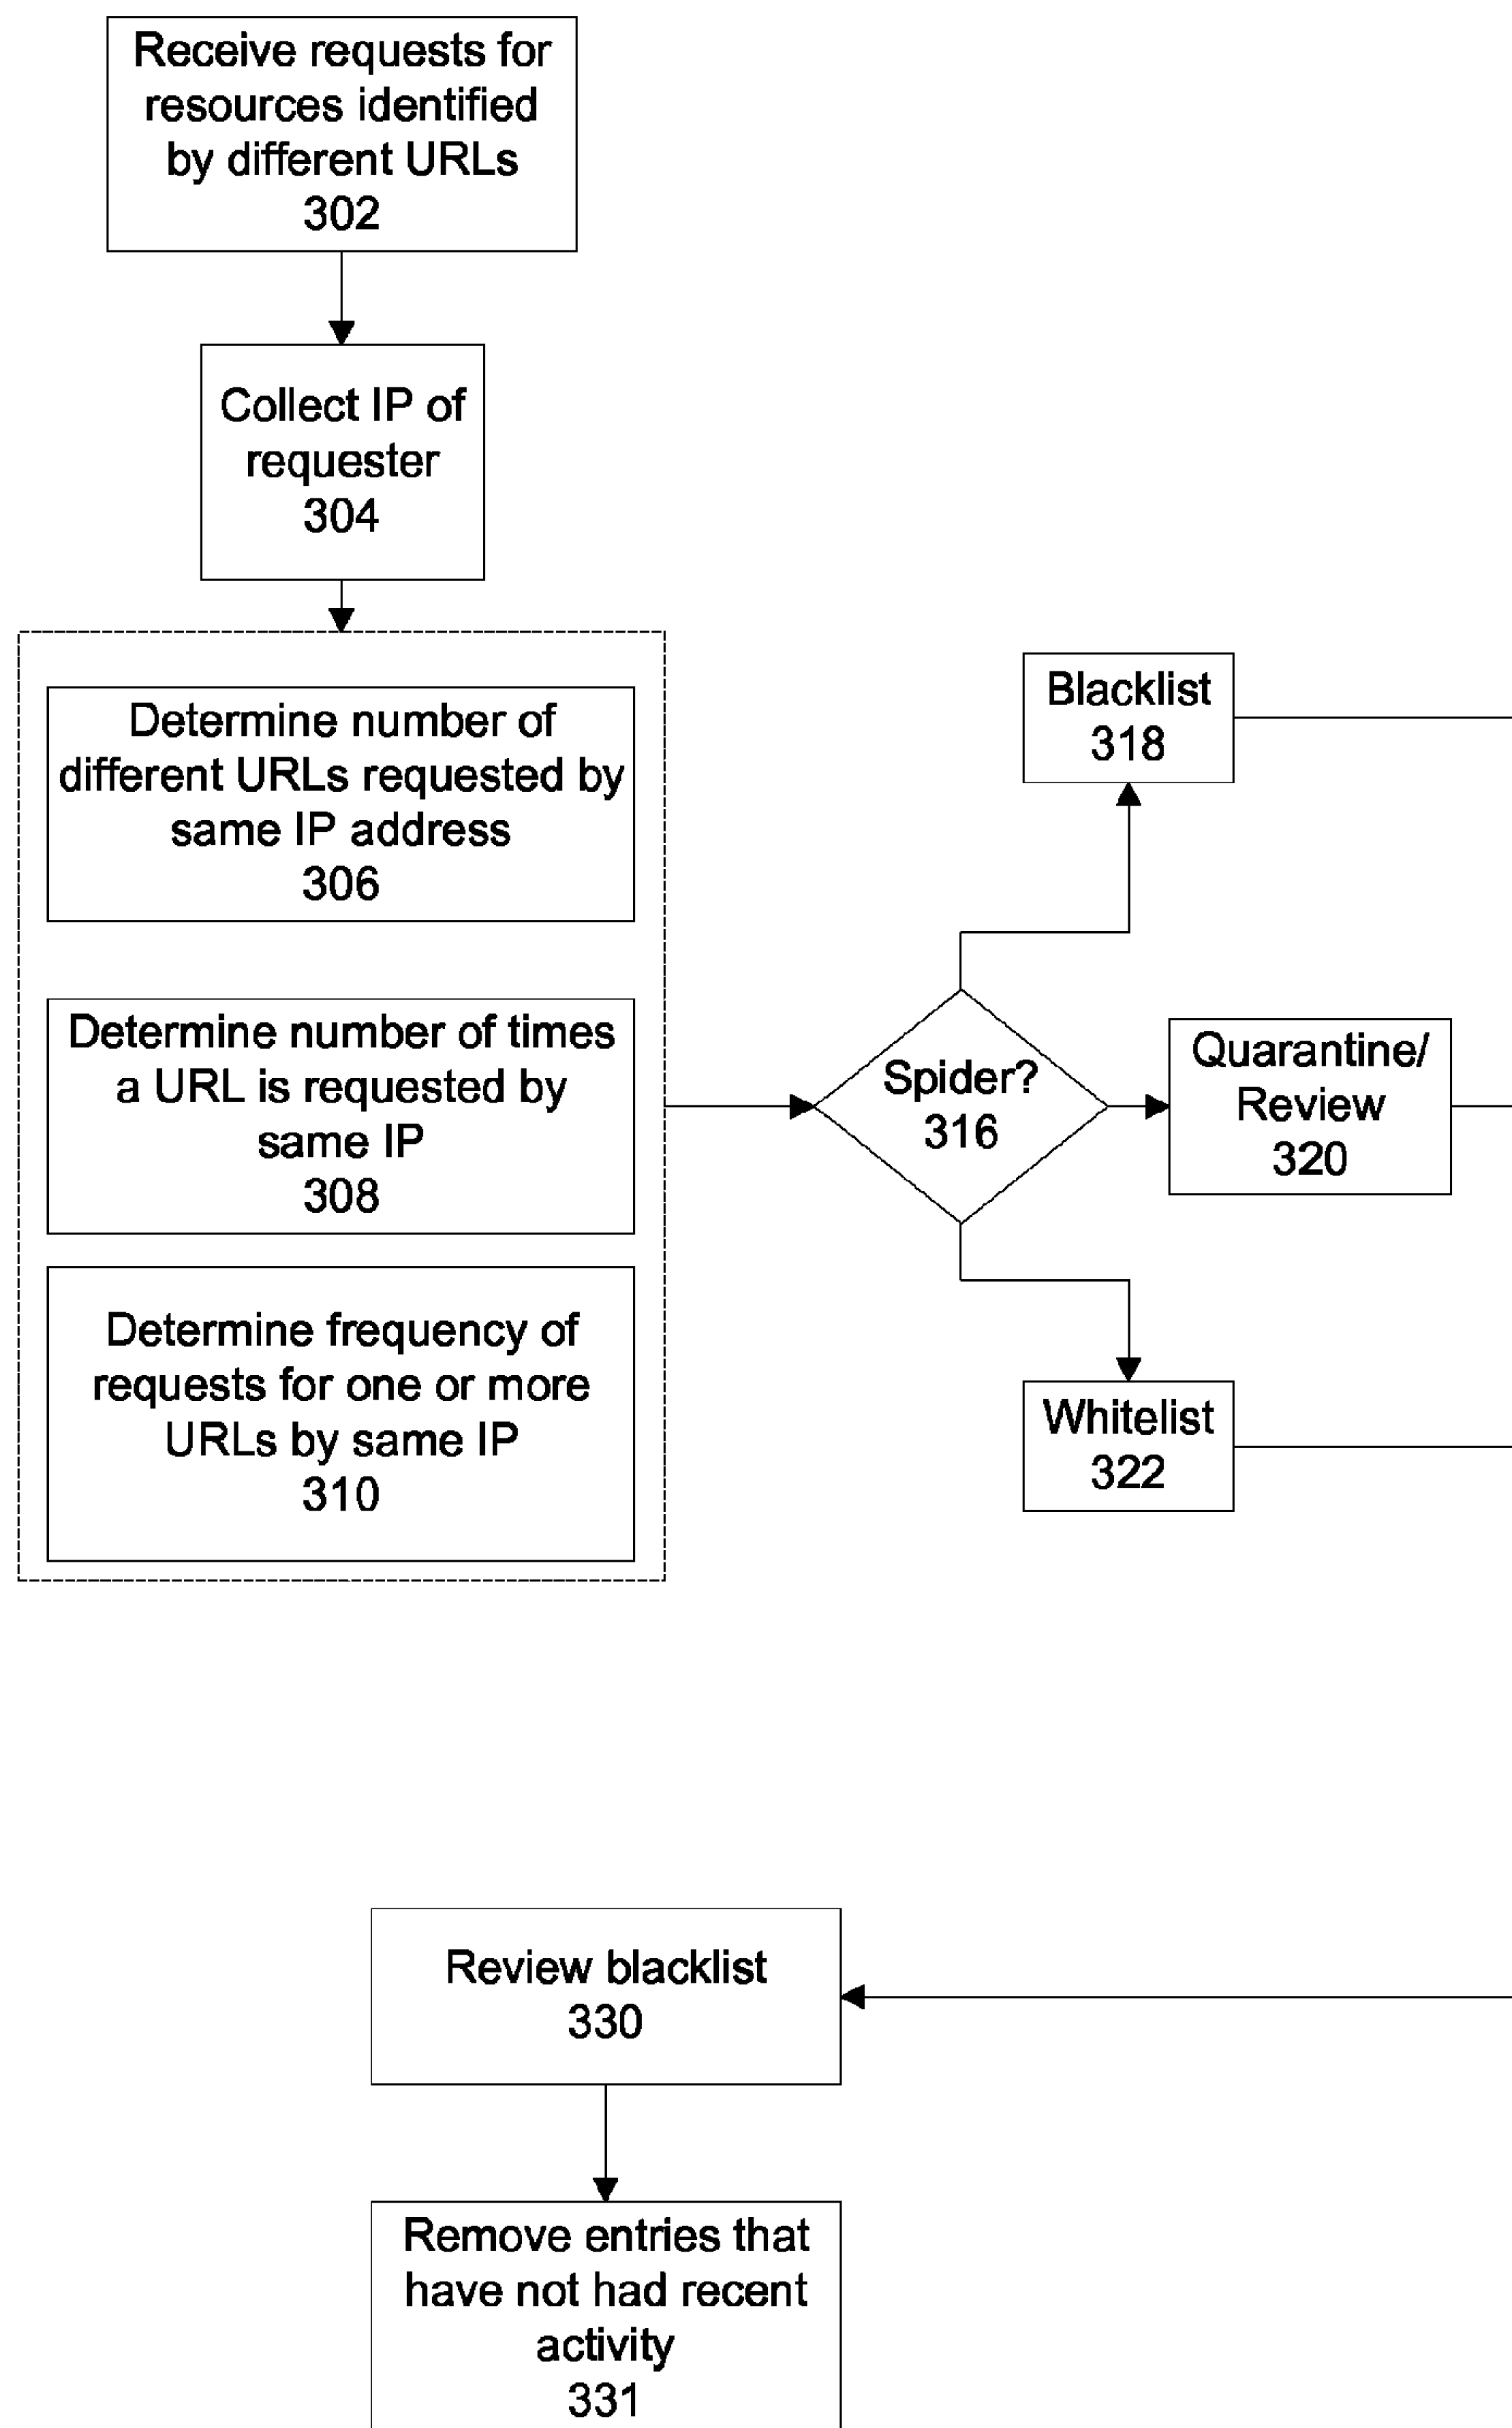 Receive requests for
resources identified
by different URLs
302
Collect IP of
requester
304
Determine number of
different URLs requested by
same IP address
306
Determine number of times
a URL is requested by
same IP
308
Determine frequency of
requests for one or more
URLs by same IP
310
Spider?
316
Blacklist
318
Quarantine/
Review
320
Whitelist
322
Review blacklist
330
Remove entries that
have not had recent
activity
331